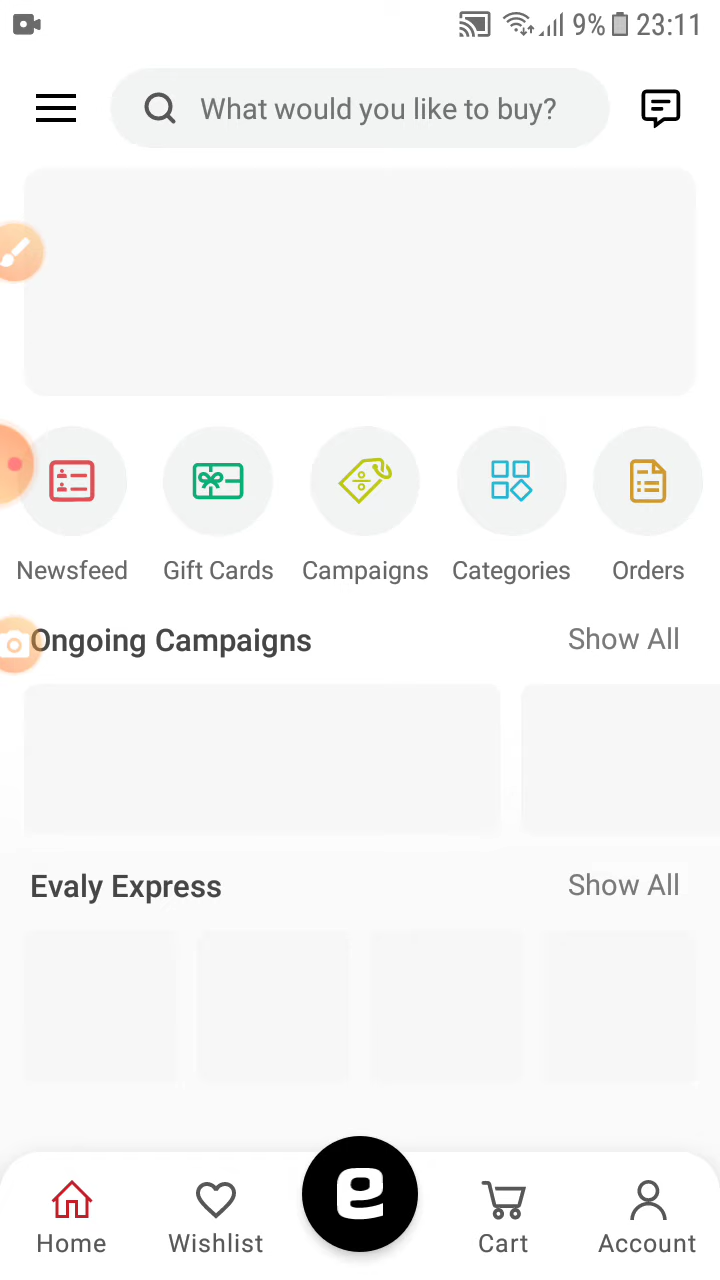 9% 23:11
What would you like to buy?
Newsfeed Gift Cards Campaigns Categories Orders
Ongoing Campaigns Show All
Evaly Express Show All
e
Home Wishlist Cart Account